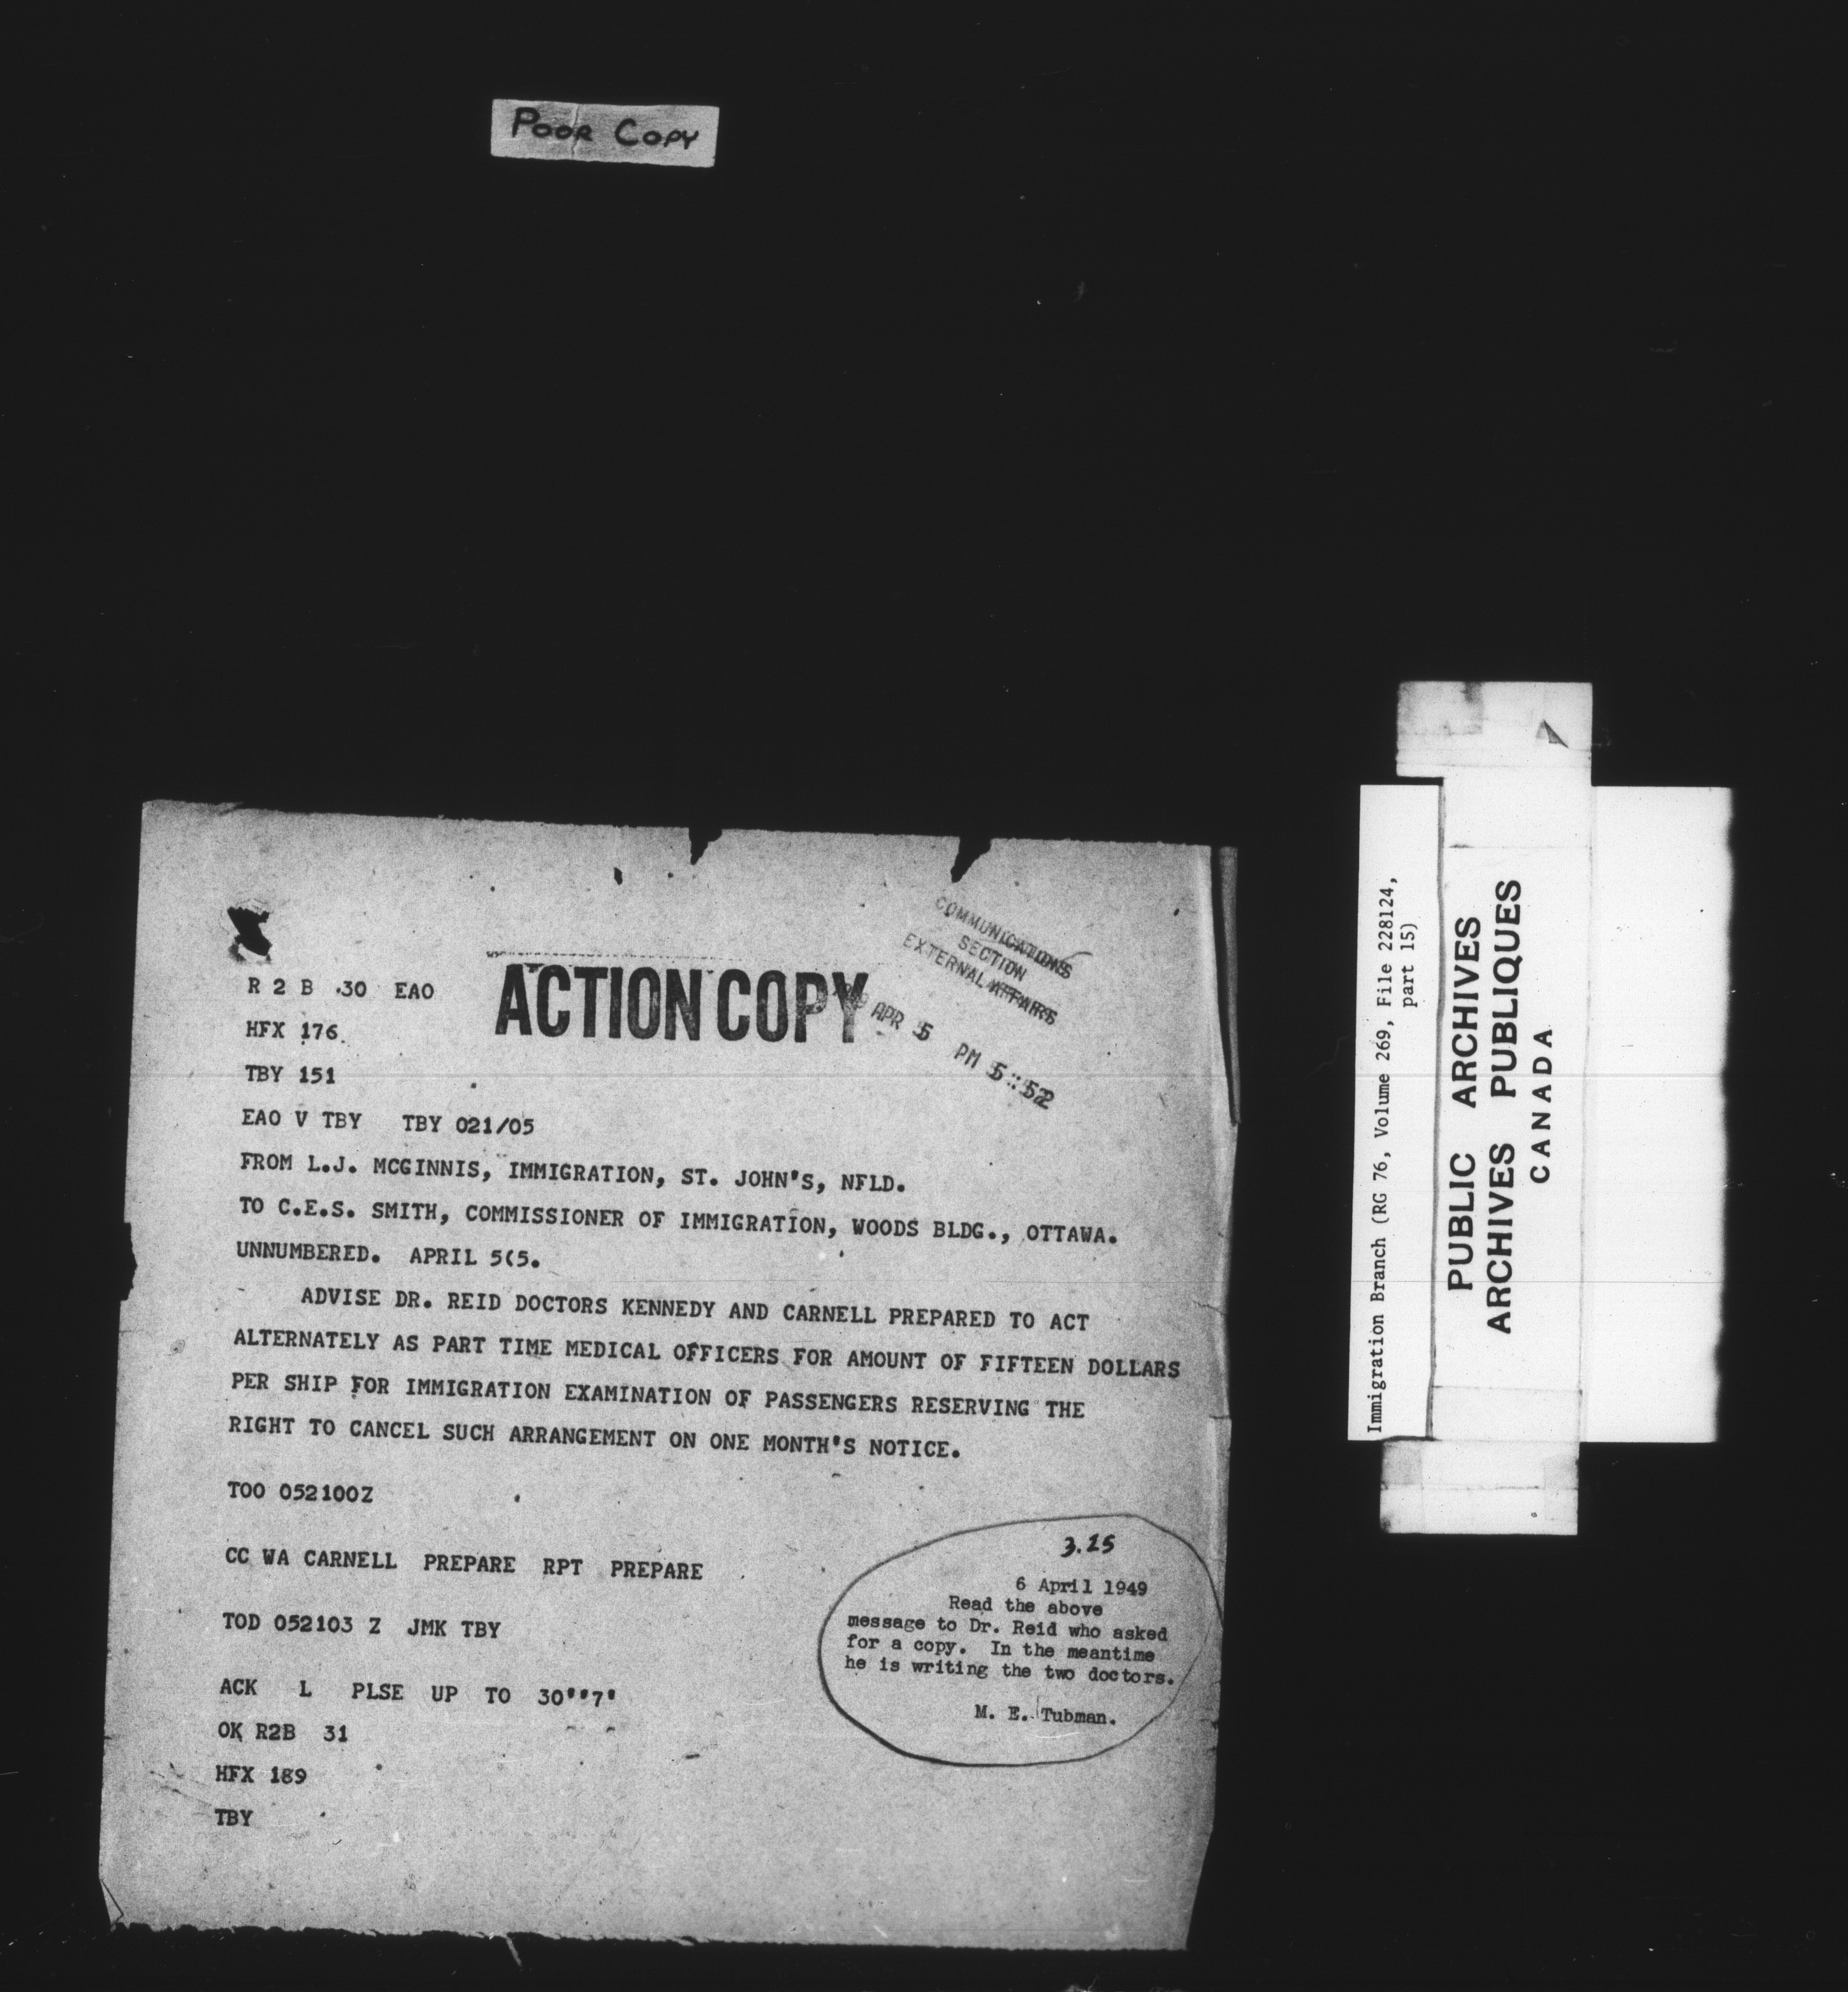 POOR COPY
COMMUNICATIONS
SECTION
EXTERNAL AFFAIRS
APR 5 PM 5:52
ACTION COPY
R 2 B .30 EAO
HFX 176.
TBY 151
EAO V TBY TBY 021/05
FROM L.J. MCGINNIS, IMMIGRATION, ST. JOHN'S, NFLD.
TO C.E.S. SMITH, COMMISSIONER OF IMMIGRATION, WOODS BLDG., OTTAWA.
UNNUMBERED. APRIL 5(5.
ADVISE DR. REID DOCTORS KENNEDY AND CARNELL PREPARED TO ACT
ALTERNATELY AS PART TIME MEDICAL OFFICERS FOR AMOUNT OF FIFTEEN DOLLARS
PER SHIP FOR IMMIGRATION EXAMINATION OF PASSENGERS RESERVING THE
RIGHT TO CANCEL SUCH ARRANGEMENT ON ONE MONTH'S NOTICE.
TOO 052100Z
CC WA CARNELL PREPARE RPT PREPARE
TOD 052103 Z JMK TBY
ACK L PLSE UP TO 30''7'
OK R2B 31
HFX 189
TBY
3.25
6 April 1949
Read the above
message to Dr. Reid who asked
for a copy. In the meantime
he is writing the two doctors.
M. E. Tubman.
Immigration Branch (RG 76, Volume 269, File 228124,
part 15)
PUBLIC ARCHIVES
ARCHIVES PUBLIQUES
CANADA